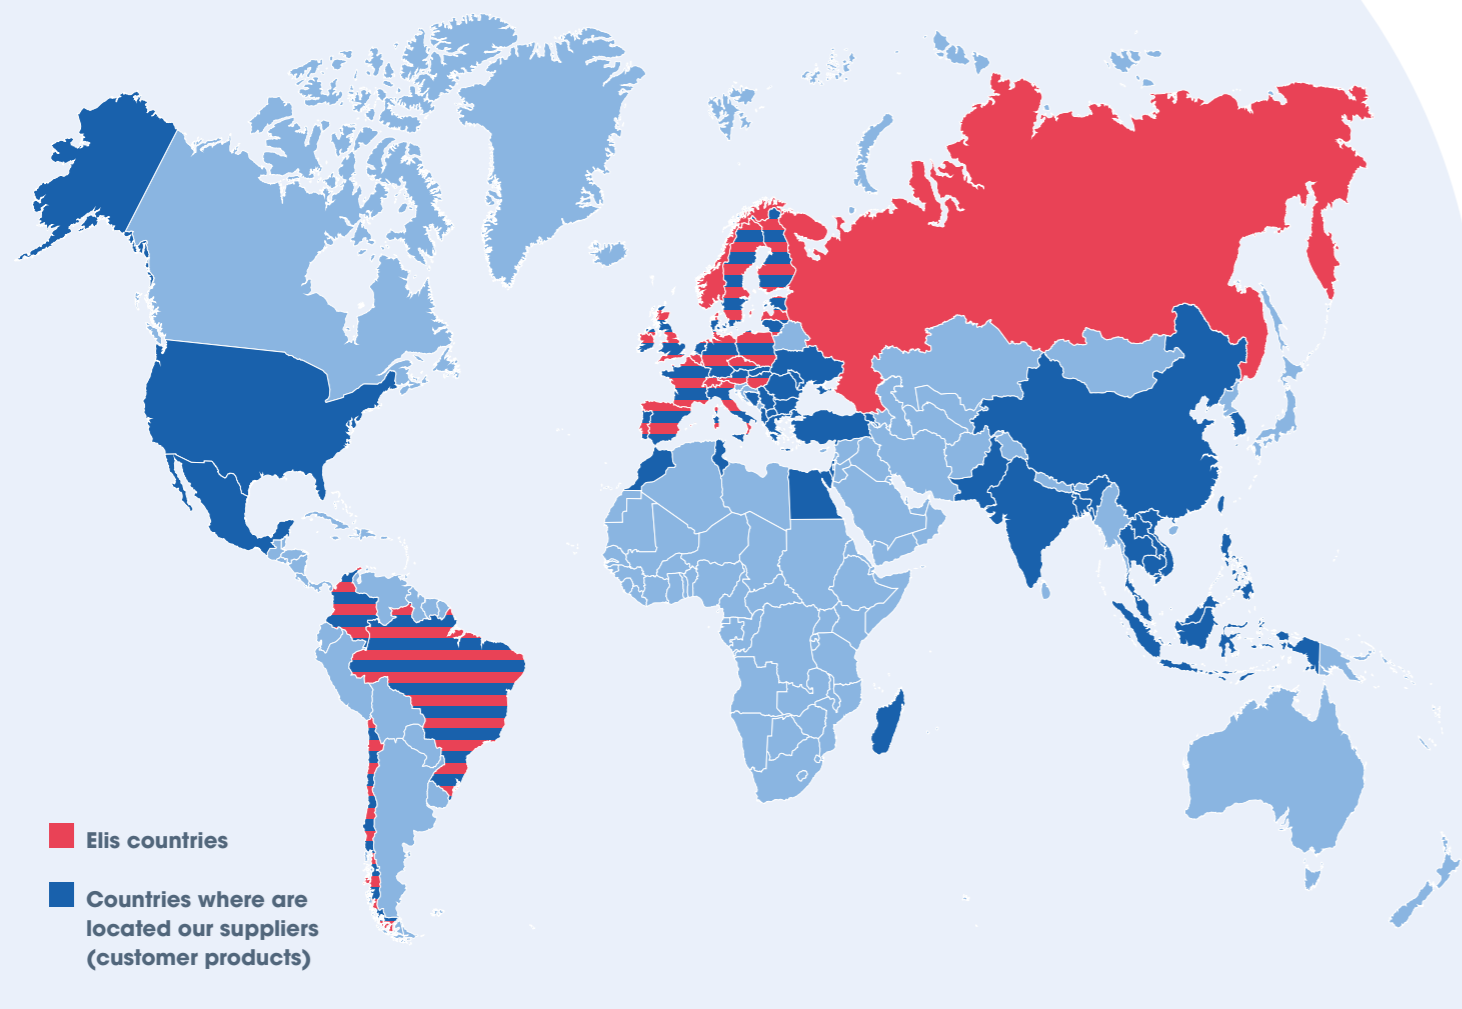 Elis countries
Countries where are
located our suppliers
(customer products)